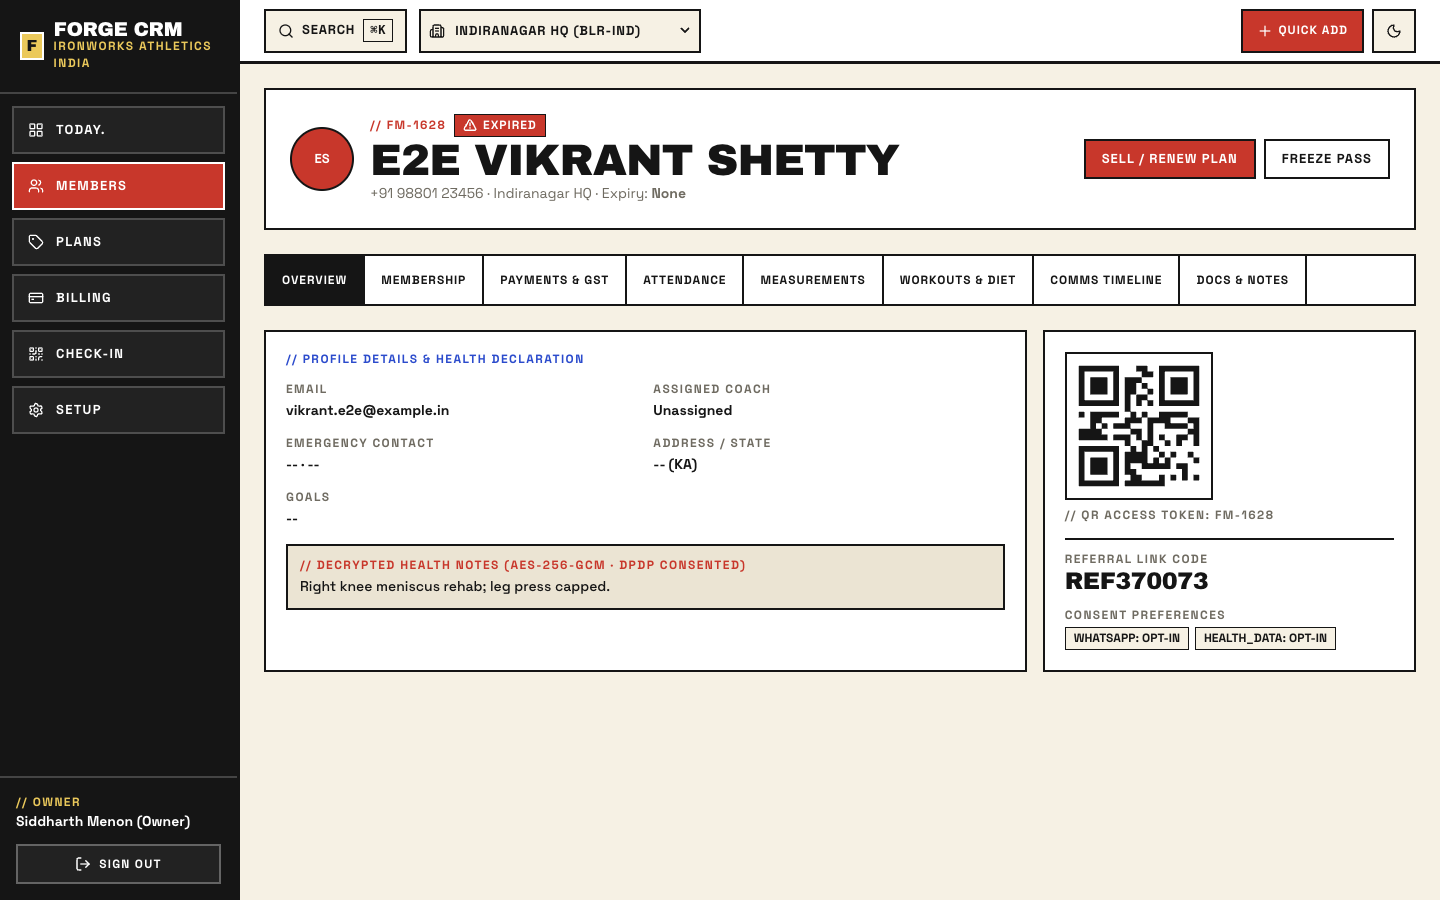 F
FORGE CRM
IRONWORKS ATHLETICS
INDIA
TODAY.
MEMBERS
PLANS
BILLING
CHECK-IN
SETUP
// OWNER
Siddharth Menon (Owner)
SIGN OUT
SEARCH ⌘K
INDIRANAGAR HQ (BLR-IND)
QUICK ADD
ES
// FM-1628
EXPIRED
E2E VIKRANT SHETTY
+91 98801 23456 · Indiranagar HQ · Expiry: None
SELL / RENEW PLAN
FREEZE PASS
OVERVIEW
MEMBERSHIP
PAYMENTS & GST
ATTENDANCE
MEASUREMENTS
WORKOUTS & DIET
COMMS TIMELINE
DOCS & NOTES
// PROFILE DETAILS & HEALTH DECLARATION
EMAIL
vikrant.e2e@example.in
ASSIGNED COACH
Unassigned
EMERGENCY CONTACT
-- · --
ADDRESS / STATE
-- (KA)
GOALS
--
// DECRYPTED HEALTH NOTES (AES-256-GCM · DPDP CONSENTED)
Right knee meniscus rehab; leg press capped.
// QR ACCESS TOKEN: FM-1628
REFERRAL LINK CODE
REF370073
CONSENT PREFERENCES
WHATSAPP: OPT-IN
HEALTH_DATA: OPT-IN